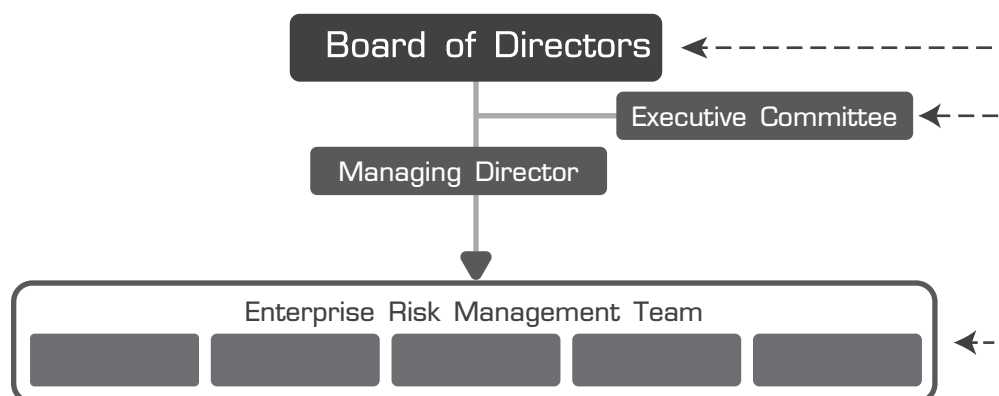 Board of Directors
Executive Committee
Managing Director
Enterprise Risk Management Team